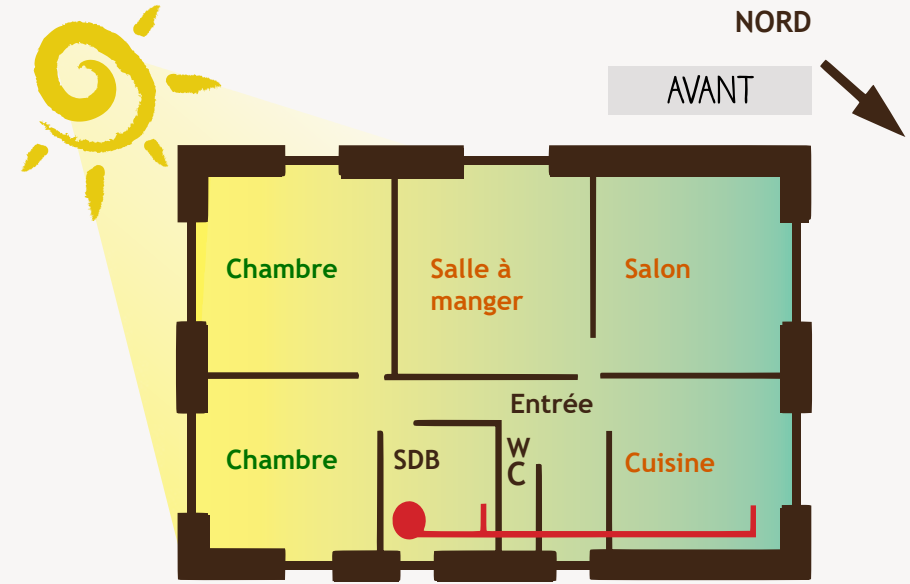 NORD
AVANT
Chambre
Salle à
manger
Salon
Entrée
Chambre
SDB
W
C
Cuisine